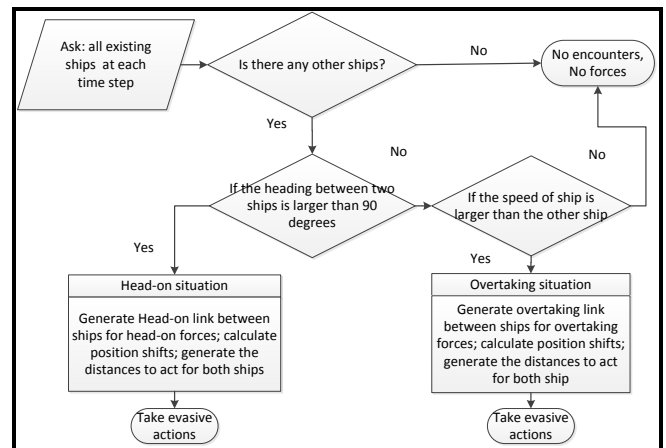 Ask: all existing
ships at each
time step
Is there any other ships?
No
No encounters,
No forces
Yes
No
No
If the heading between two
ships is larger than 90
degrees
If the speed of ship is
larger than the other ship
Yes
Yes
Head-on situation
Generate Head-on link between
ships for head-on forces; calculate
position shifts; generate the
distances to act for both ships
Overtaking situation
Generate overtaking link
between ships for overtaking
forces; calculate position shifts;
generate the distances to act
for both ship
Take evasive
actions
Take evasive
actions